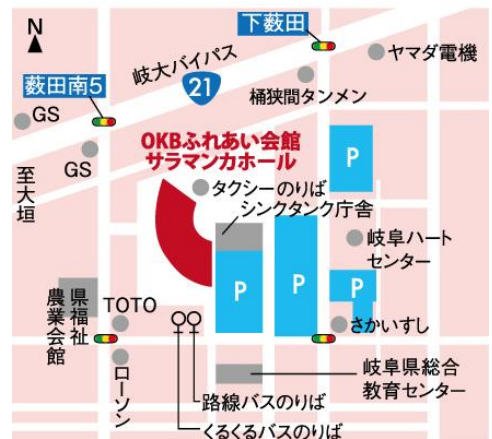 N
下薮田
ヤマダ電機
岐大バイパス
21
薮田南5
桶狭間タンメン
GS
OKBふれあい会館
サラマンカホール
P
GS
至大垣
タクシーのりば
シンクタンク庁舎
岐阜ハート
センター
P
P
P
県福祉
農業会館
TOTO
さかいすし
ローソン
岐阜県総合
教育センター
路線バスのりば
くるくるバスのりば